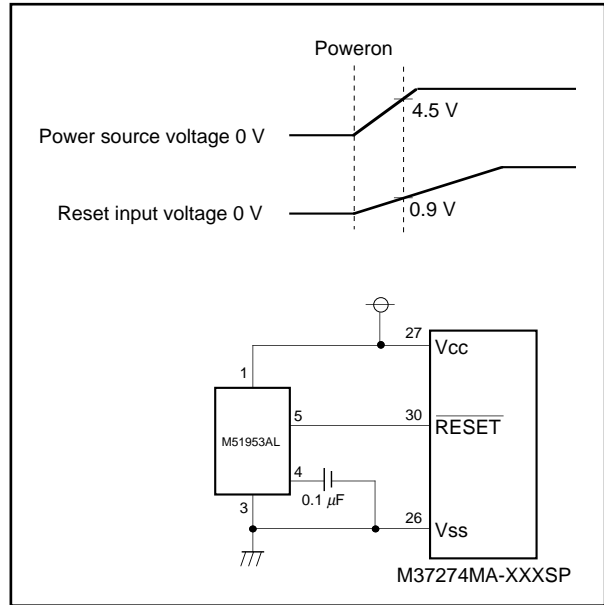 Poweron
4.5 V
Power source voltage 0 V
Reset input voltage 0 V
0.9 V
27
Vcc
1
5
30
RESET
M51953AL
4
0.1 μF
3
26
Vss
M37274MA-XXXSP